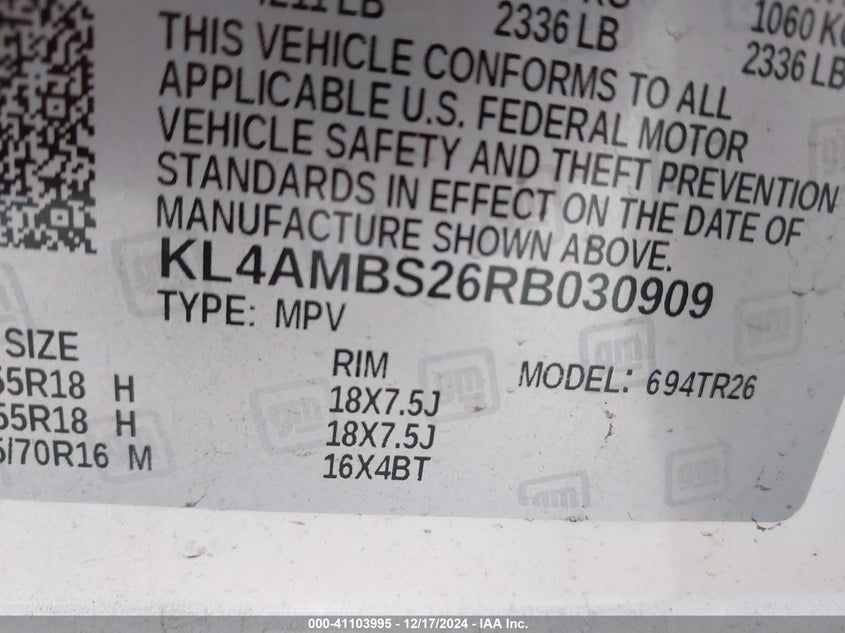 2336 LB
1060 KG
2336 LB
THIS VEHICLE CONFORMS TO ALL
APPLICABLE U.S. FEDERAL MOTOR
VEHICLE SAFETY AND THEFT PREVENTION
STANDARDS IN EFFECT ON THE DATE OF
MANUFACTURE SHOWN ABOVE.
KL4AMBS26RB030909
TYPE: MPV
SIZE RIM MODEL: 694TR26
55R18 H 18X7.5J
55R18 H 18X7.5J
/70R16 M 16X4BT
gm
000-41103995 - 12/17/2024 - IAA Inc.